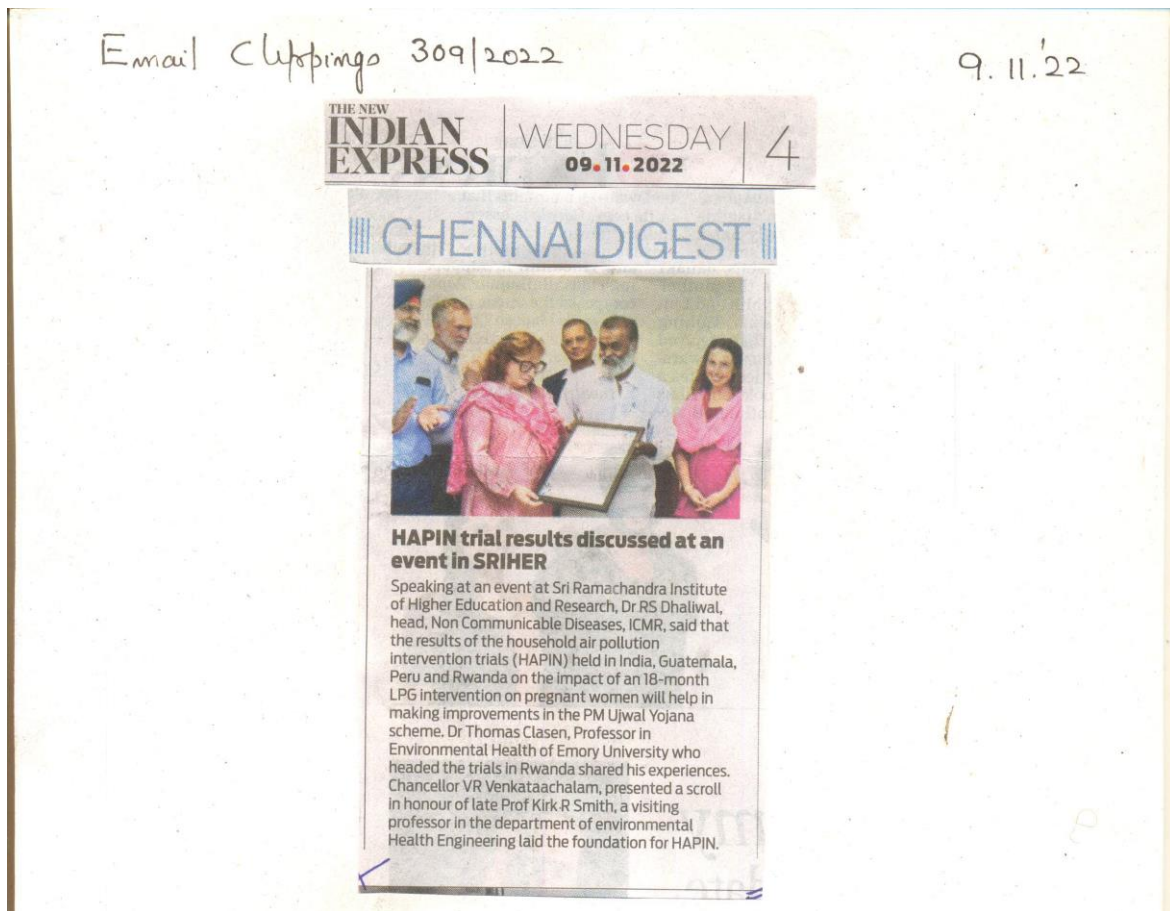 Email Clippings 309/2022
9.11.'22
THE NEW
INDIAN
EXPRESS
WEDNESDAY
09.11.2022
4
CHENNAI DIGEST
HAPIN trial results discussed at an
event in SRIHER
Speaking at an event at Sri Ramachandra Institute
of Higher Education and Research, Dr RS Dhaliwal,
head, Non Communicable Diseases, ICMR, said that
the results of the household air pollution
intervention trials (HAPIN) held in India, Guatemala,
Peru and Rwanda on the impact of an 18-month
LPG intervention on pregnant women will help in
making improvements in the PM Ujwal Yojana
scheme. Dr Thomas Clasen, Professor in
Environmental Health of Emory University who
headed the trials in Rwanda shared his experiences.
Chancellor VR Venkataachalam, presented a scroll
in honour of late Prof Kirk R Smith, a visiting
professor in the department of environmental
Health Engineering laid the foundation for HAPIN.